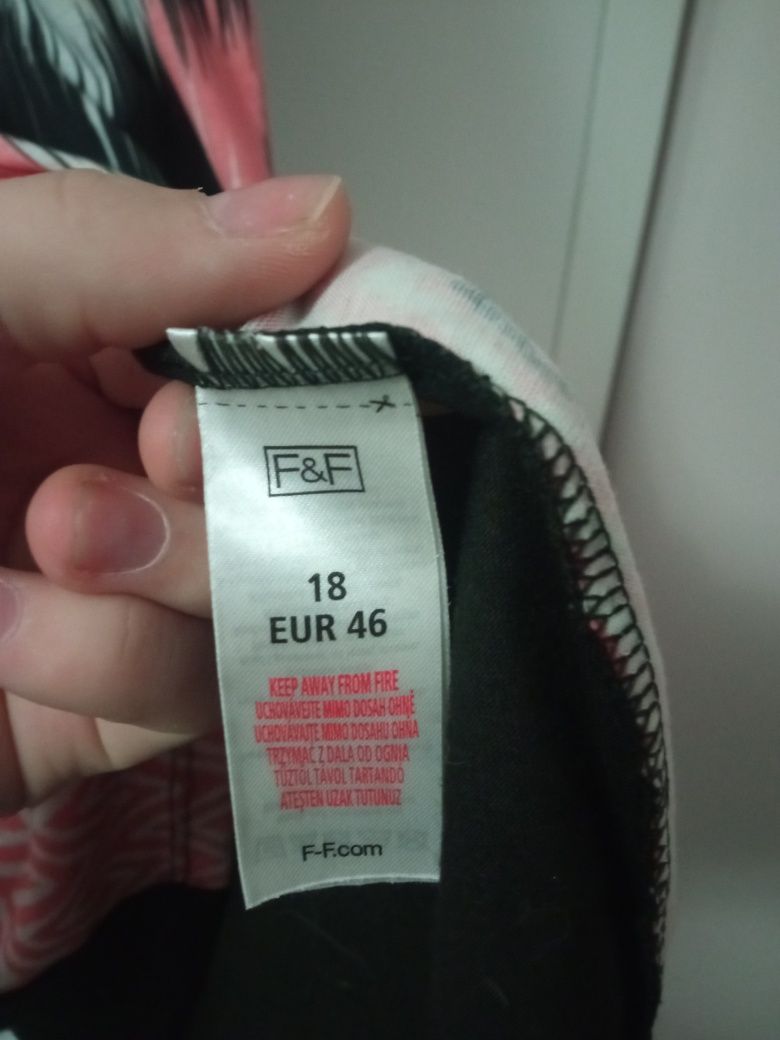 F&F
18
EUR 46
KEEP AWAY FROM FIRE
UCHOVÁVEJTE MIMO DOSAH OHNĚ
UCHOVÁVAJTE MIMO DOSAHU OHŇA
TRZYMAĆ Z DALA OD OGNIA
TŰZTŐL TÁVOL TARTANDÓ
ATEŞTEN UZAK TUTUNUZ
F-F.com